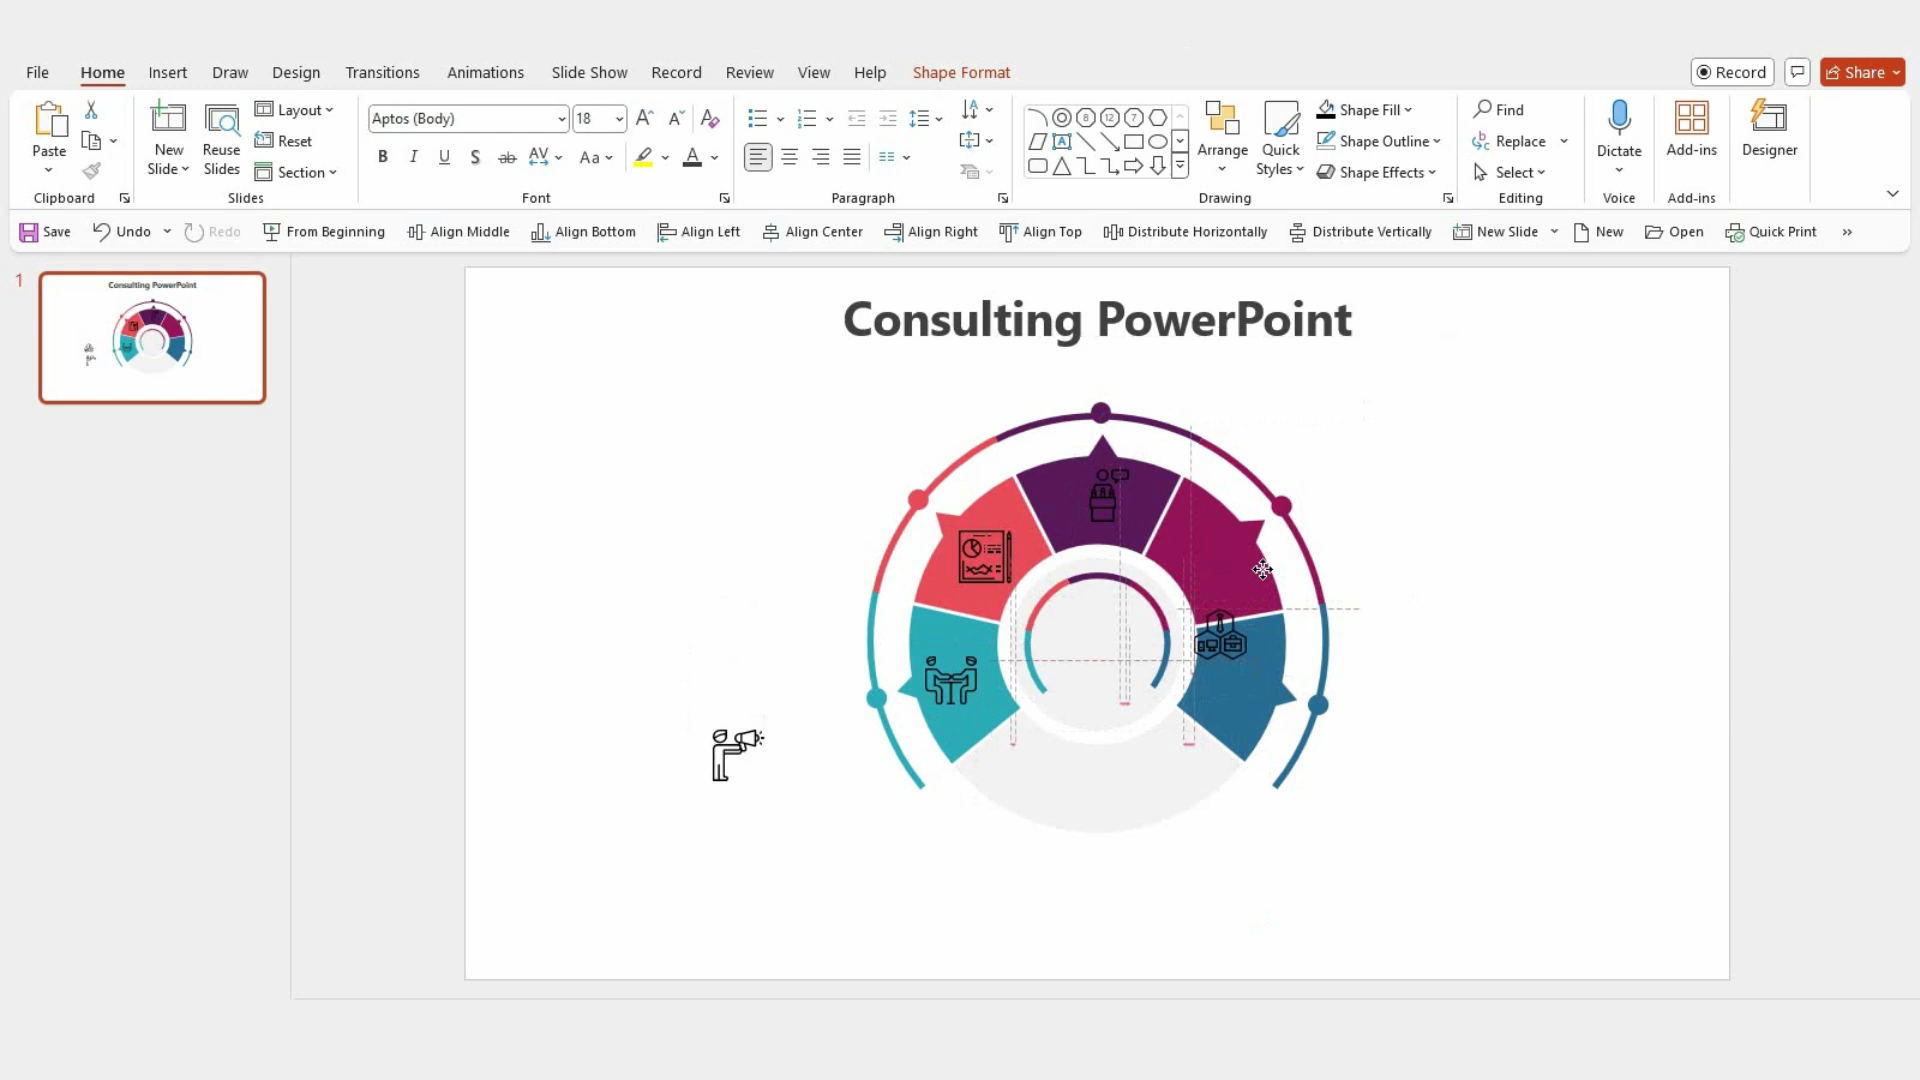 File Home Insert Draw Design Transitions Animations Slide Show Record Review View Help Shape Format Record Share
Paste
New Slide
Reuse Slides
Layout
Reset
Section
Aptos (Body) 18
B I U S ab AV Aa A
Arrange
Quick Styles
Shape Fill
Shape Outline
Shape Effects
Find
Replace
Select
Dictate
Add-ins
Designer
Clipboard Slides Font Paragraph Drawing Editing Voice Add-ins
Save Undo Redo From Beginning Align Middle Align Bottom Align Left Align Center Align Right Align Top Distribute Horizontally Distribute Vertically New Slide New Open Quick Print »
1
Consulting PowerPoint
Consulting PowerPoint